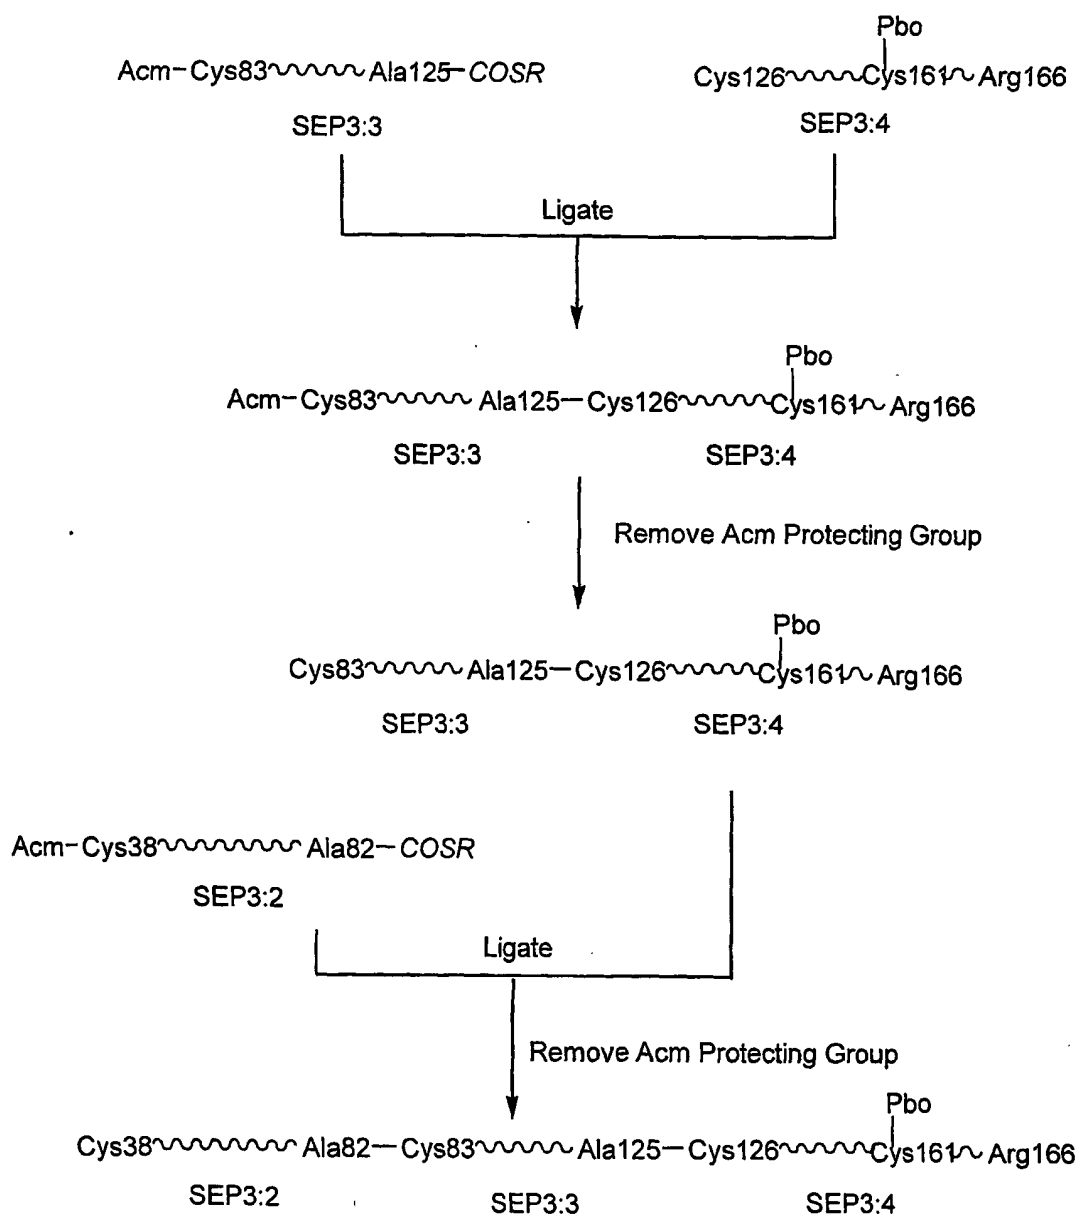 Pbo
Acm-Cys83 Ala125-COSR
Cys126 Cys161 Arg166
SEP3:3
SEP3:4
Ligate
Pbo
Acm-Cys83 Ala125-Cys126 Cys161 Arg166
SEP3:3
SEP3:4
Remove Acm Protecting Group
Pbo
Cys83 Ala125-Cys126 Cys161 Arg166
SEP3:3
SEP3:4
Acm-Cys38 Ala82-COSR
SEP3:2
Ligate
Remove Acm Protecting Group
Pbo
Cys38 Ala82-Cys83 Ala125-Cys126 Cys161 Arg166
SEP3:2
SEP3:3
SEP3:4